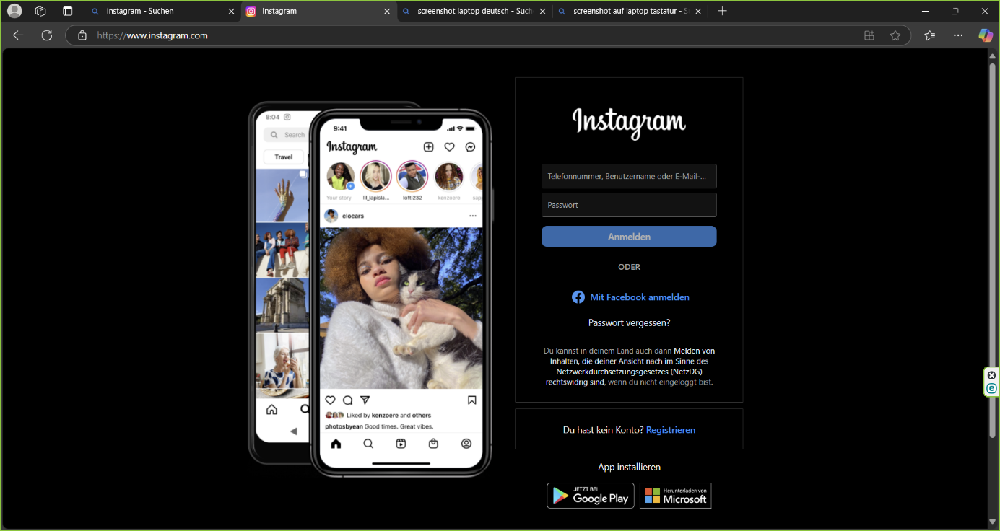 instagram - Suchen
Instagram
screenshot laptop deutsch - Such
screenshot auf laptop tastatur - S
https://www.instagram.com
8:04
Search
Travel
9:41
Instagram
Your story
lil_lapisla...
lofti232
kenzoere
sapp
eloears
Liked by kenzoere and others
photosbyean Good times. Great vibes.
Instagram
Telefonnummer, Benutzername oder E-Mail-...
Passwort
Anmelden
ODER
Mit Facebook anmelden
Passwort vergessen?
Du kannst in deinem Land auch dann Melden von
Inhalten, die deiner Ansicht nach im Sinne des
Netzwerkdurchsetzungsgesetzes (NetzDG)
rechtswidrig sind, wenn du nicht eingeloggt bist.
Du hast kein Konto? Registrieren
App installieren
JETZT BEI
Google Play
Herunterladen von
Microsoft